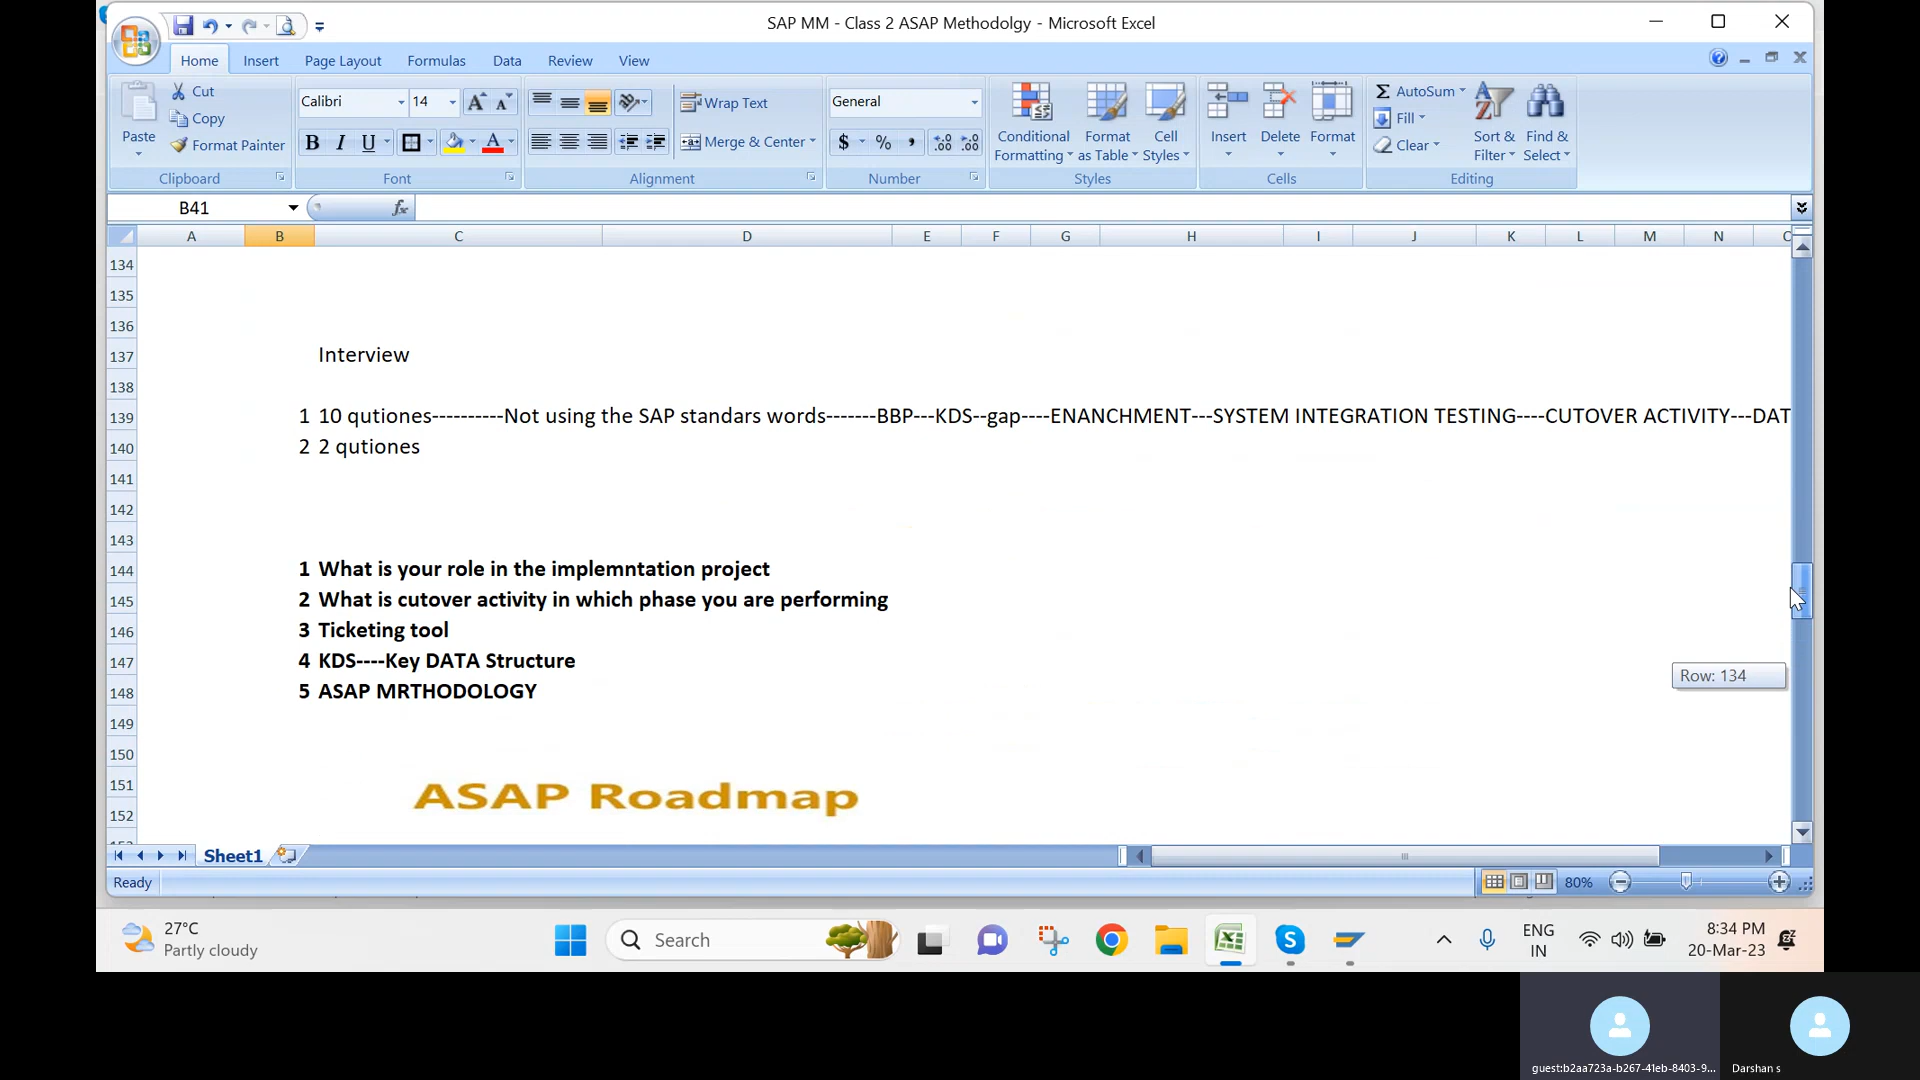 SAP MM - Class 2 ASAP Methodolgy - Microsoft Excel
Home Insert Page Layout Formulas Data Review View
Paste
Cut
Copy
Format Painter
Clipboard
Calibri 14
B I U
Font
Wrap Text
Merge & Center
Alignment
General
$ % ,
Number
Conditional Formatting
Format as Table
Cell Styles
Styles
Insert
Delete
Format
Cells
AutoSum
Fill
Clear
Sort & Filter
Find & Select
Editing
B41
fx
A B C D E F G H I J K L M N
134
135
136
137 Interview
138
139 1 10 qutiones----------Not using the SAP standars words-------BBP---KDS--gap----ENANCHMENT---SYSTEM INTEGRATION TESTING----CUTOVER ACTIVITY---DAT
140 2 2 qutiones
141
142
143
144 1 What is your role in the implemntation project
145 2 What is cutover activity in which phase you are performing
146 3 Ticketing tool
147 4 KDS----Key DATA Structure
148 5 ASAP MRTHODOLOGY
149
150
151
152
ASAP Roadmap
Row: 134
Sheet1
Ready
80%
27°C
Partly cloudy
Search
ENG
IN
8:34 PM
20-Mar-23
guest:b2aa723a-b267-41eb-8403-9...
Darshan s